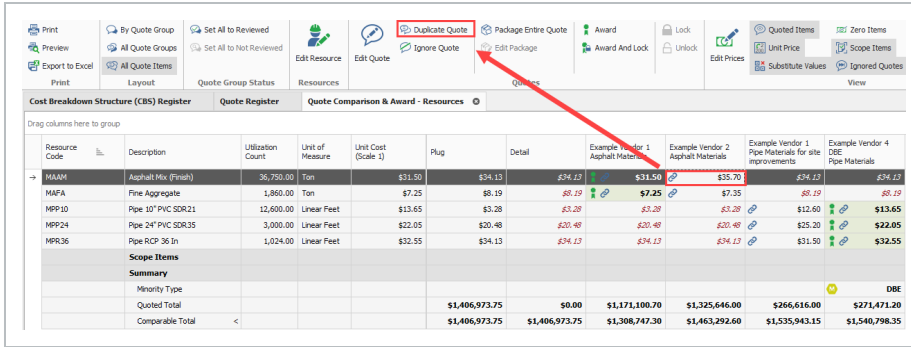 Print
By Quote Group
Set All to Reviewed
Duplicate Quote
Package Entire Quote
Award
Lock
Quoted Items
Zero Items
Preview
All Quote Groups
Set All to Not Reviewed
Ignore Quote
Edit Package
Award And Lock
Unlock
Unit Price
Scope Items
Export to Excel
All Quote Items
Edit Resource
Edit Quote
Edit Prices
Substitute Values
Ignored Quotes
Print
Layout
Quote Group Status
Resources
Quotes
View
Cost Breakdown Structure (CBS) Register
Quote Register
Quote Comparison & Award - Resources
Drag columns here to group
Resource Code
Description
Utilization Count
Unit of Measure
Unit Cost (Scale 1)
Plug
Detail
Example Vendor 1 Asphalt Materials
Example Vendor 2 Asphalt Materials
Example Vendor 1 Pipe Materials for site improvements
Example Vendor 4 DBE Pipe Materials
MAAM Asphalt Mix (Finish) 36,750.00 Ton $31.50 $34.13 $34.13 $31.50 $35.70 $34.13 $34.13
MAFA Fine Aggregate 1,860.00 Ton $7.25 $8.19 $8.19 $7.25 $7.35 $8.19 $8.19
MPP10 Pipe 10" PVC SDR21 12,600.00 Linear Feet $13.65 $3.28 $3.28 $3.28 $3.28 $12.60 $13.65
MPP24 Pipe 24" PVC SDR35 3,000.00 Linear Feet $22.05 $20.48 $20.48 $20.48 $20.48 $25.20 $22.05
MPR36 Pipe RCP 36 In 1,024.00 Linear Feet $32.55 $34.13 $34.13 $34.13 $34.13 $31.50 $32.55
Scope Items
Summary
Minority Type M DBE
Quoted Total $1,406,973.75 $0.00 $1,171,100.70 $1,325,646.00 $266,616.00 $271,471.20
Comparable Total < $1,406,973.75 $1,406,973.75 $1,308,747.30 $1,463,292.60 $1,535,943.15 $1,540,798.35